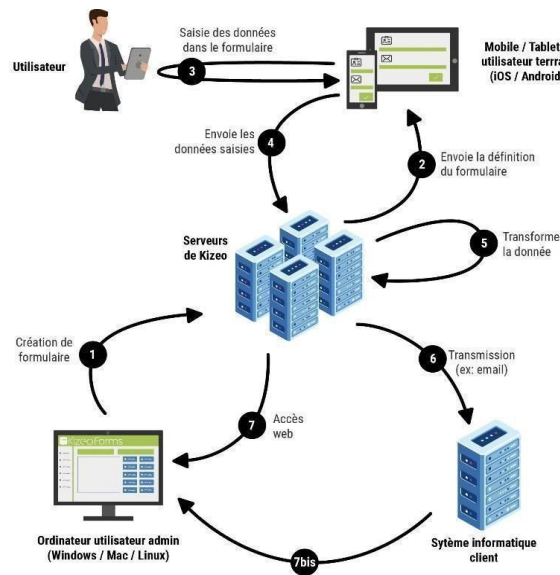 Saisie des données
dans le formulaire
Utilisateur
3
Mobile / Tablet
utilisateur terra
(iOS / Android
Envoie les
données saisies
4
2
Envoie la définition
du formulaire
Serveurs
de Kizeo
5
Transforme
la donnée
Création de
formulaire
1
6
Transmission
(ex: email)
7
Accès
web
KizeoForms
Ordinateur utilisateur admin
(Windows / Mac / Linux)
7bis
Sytème informatique
client